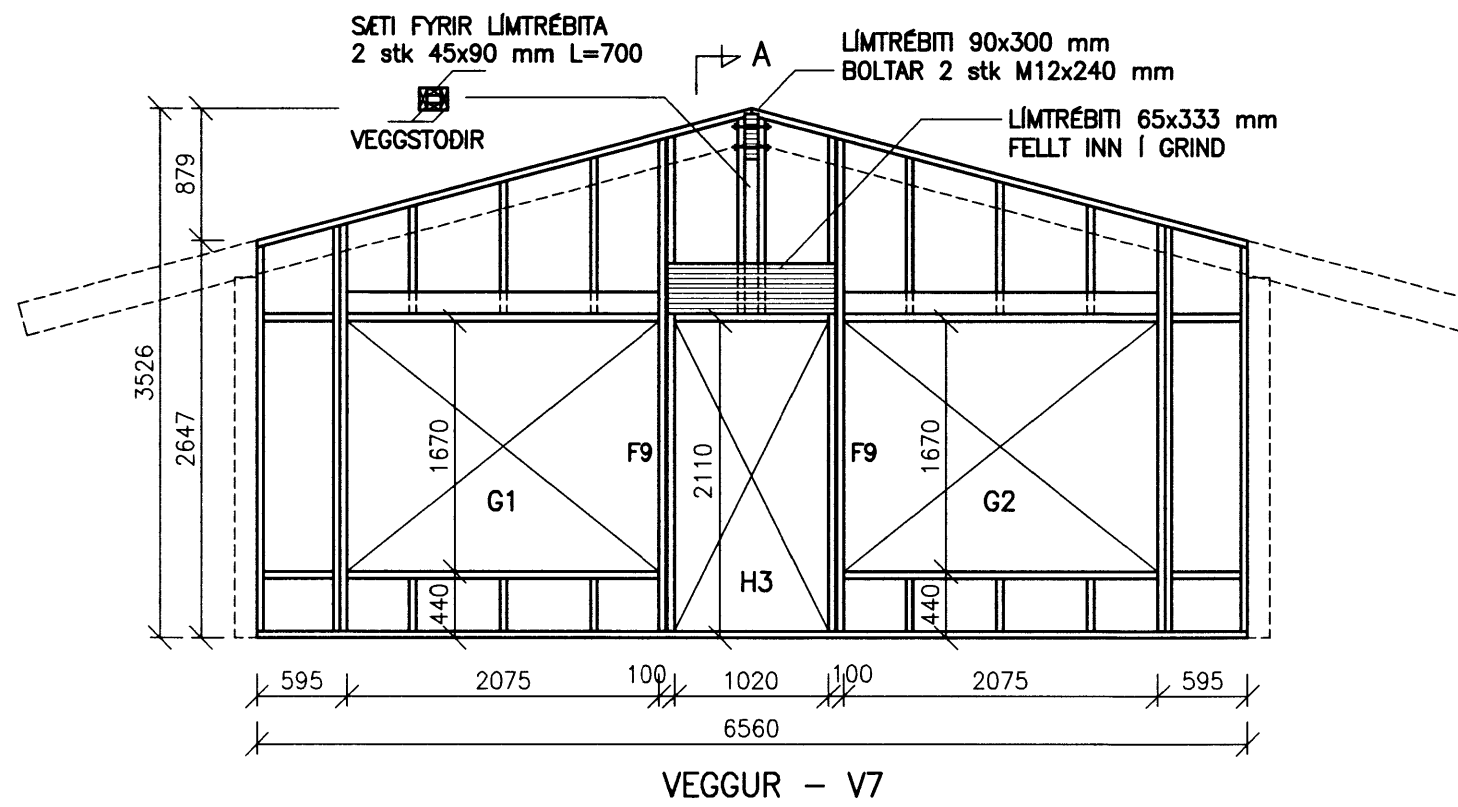 SÆTI FYRIR LÍMTRÉBITA
2 stk 45x90 mm L=700
VEGGSTOÐIR
A
LÍMTRÉBITI 90x300 mm
BOLTAR 2 stk M12x240 mm
LÍMTRÉBITI 65x333 mm
FELLT INN Í GRIND
879
3526
2647
1670
440
G1
F9
2110
H3
F9
1670
440
G2
595
2075
100
1020
100
2075
595
6560
VEGGUR – V7